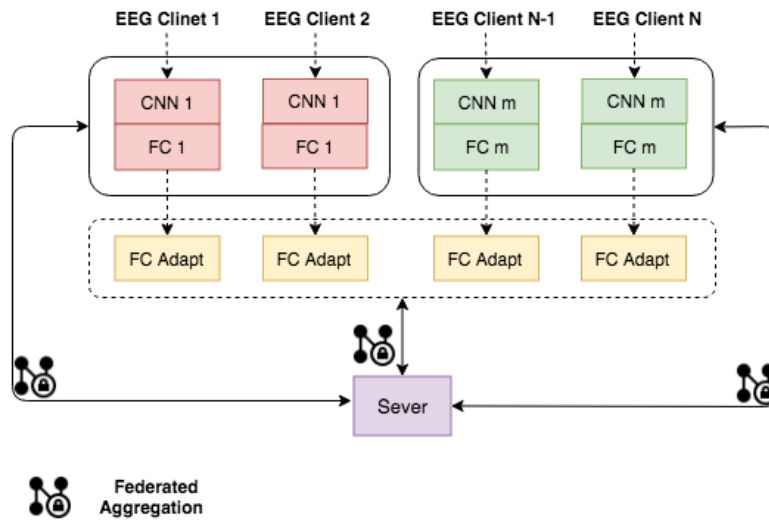 EEG Clinet 1
EEG Client 2
EEG Client N-1
EEG Client N
CNN 1
CNN 1
CNN m
CNN m
FC 1
FC 1
FC m
FC m
FC Adapt
FC Adapt
FC Adapt
FC Adapt
Sever
Federated
Aggregation